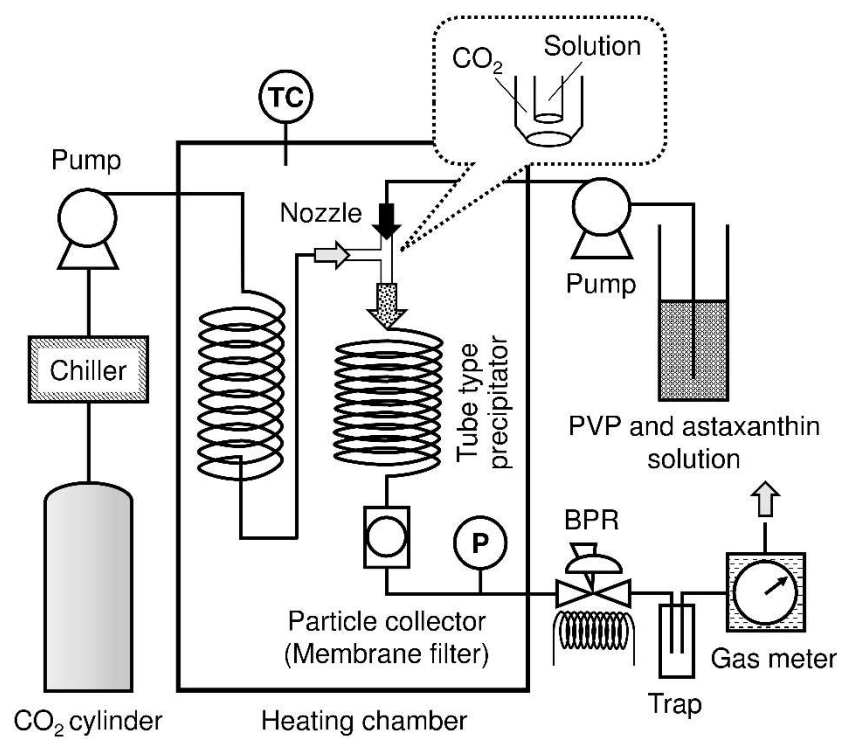 CO₂
Solution
TC
Pump
Nozzle
Pump
Chiller
Tube type
precipitator
PVP and astaxanthin
solution
BPR
P
Particle collector
(Membrane filter)
Gas meter
Trap
CO₂ cylinder
Heating chamber